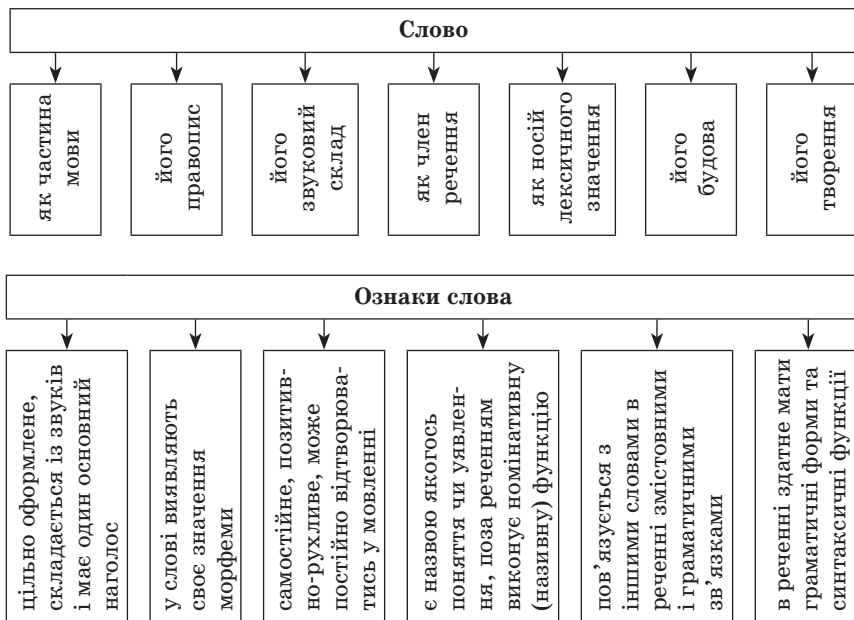 Слово
як частина
мови
його
правопис
його
звуковий
склад
як член
речення
як носій
лексичного
значення
його
будова
його
творення
Ознаки слова
цільно оформлене,
складається із звуків
і має один основний
наголос
у слові виявляють
своє значення
морфеми
самостійне, позитив-
но-рухливе, може
постійно відтворюва-
тись у мовленні
є назвою якогось
поняття чи уявлен-
ня, поза реченням
виконує номінативну
(називну) функцію
пов’язується з
іншими словами в
реченні змістовними
і граматичними
зв’язками
в реченні здатне мати
граматичні форми та
синтаксичні функції